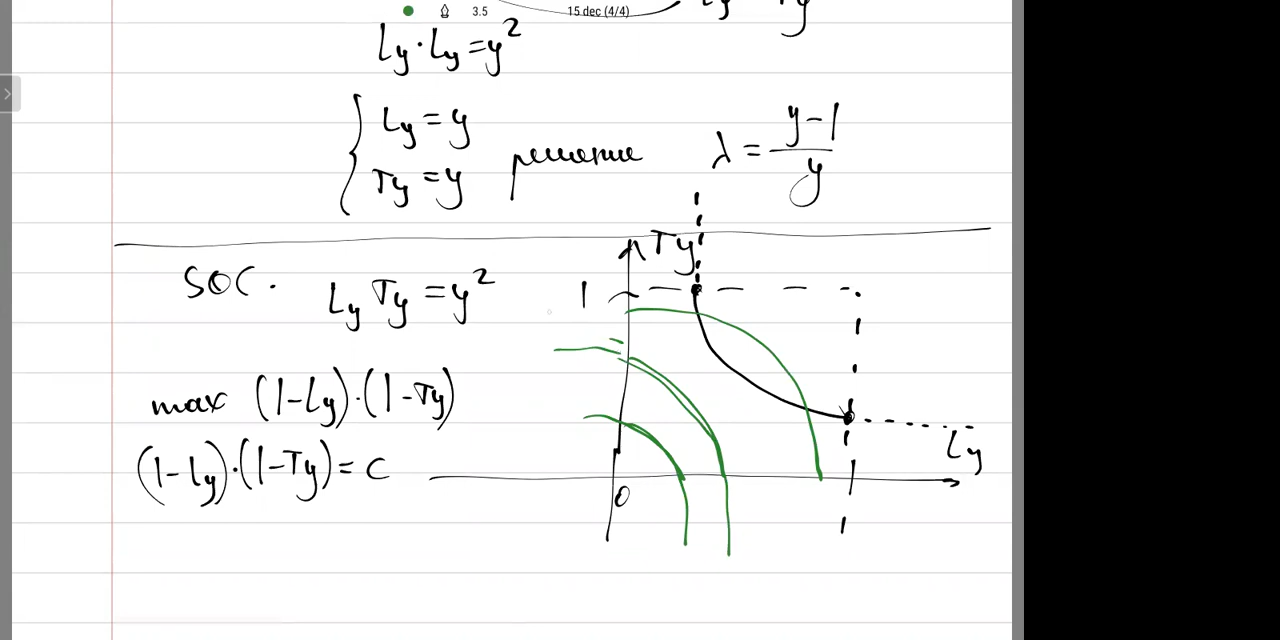 3.5 15 dec (4/4)
Ly · Ly = y²
Ly = y
Ty = y решение λ = (y-1)/y
SOC. Ly Ty = y²
max (1-Ly)·(1-Ty)
(1-Ly)·(1-Ty) = c
Ty
1
0
Ly